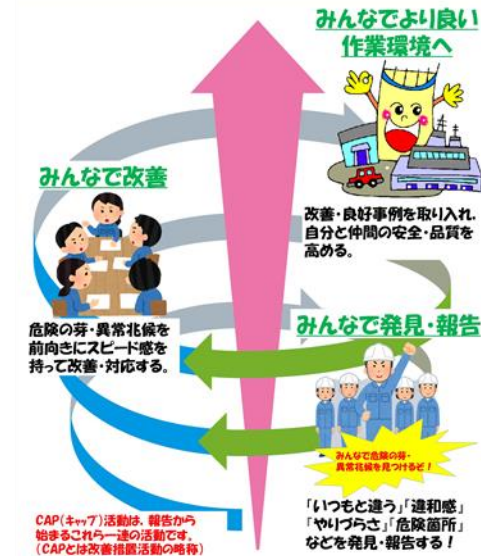 みんなでより良い
作業環境へ
改善・良好事例を取り入れ、
自分と仲間の安全・品質を
高める。
みんなで改善
危険の芽・異常兆候を
前向きにスピード感を
持って改善・対応する。
みんなで発見・報告
みんなで危険の芽・
異常兆候を見つけるぞ！
「いつもと違う」「違和感」
「やりづらさ」「危険箇所」
などを発見・報告する！
CAP(キャップ)活動は、報告から
始まるこれら一連の活動です。
(CAPとは改善措置活動の略称)